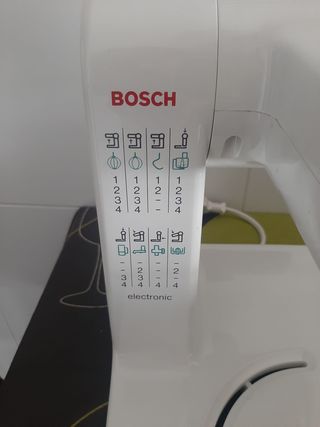 BOSCH
1 1 1 1
2 2 2 2
3 3 - 3
4 4 - 4
- - - -
- 2 - 2
3 3 3 -
4 4 4 4
electronic